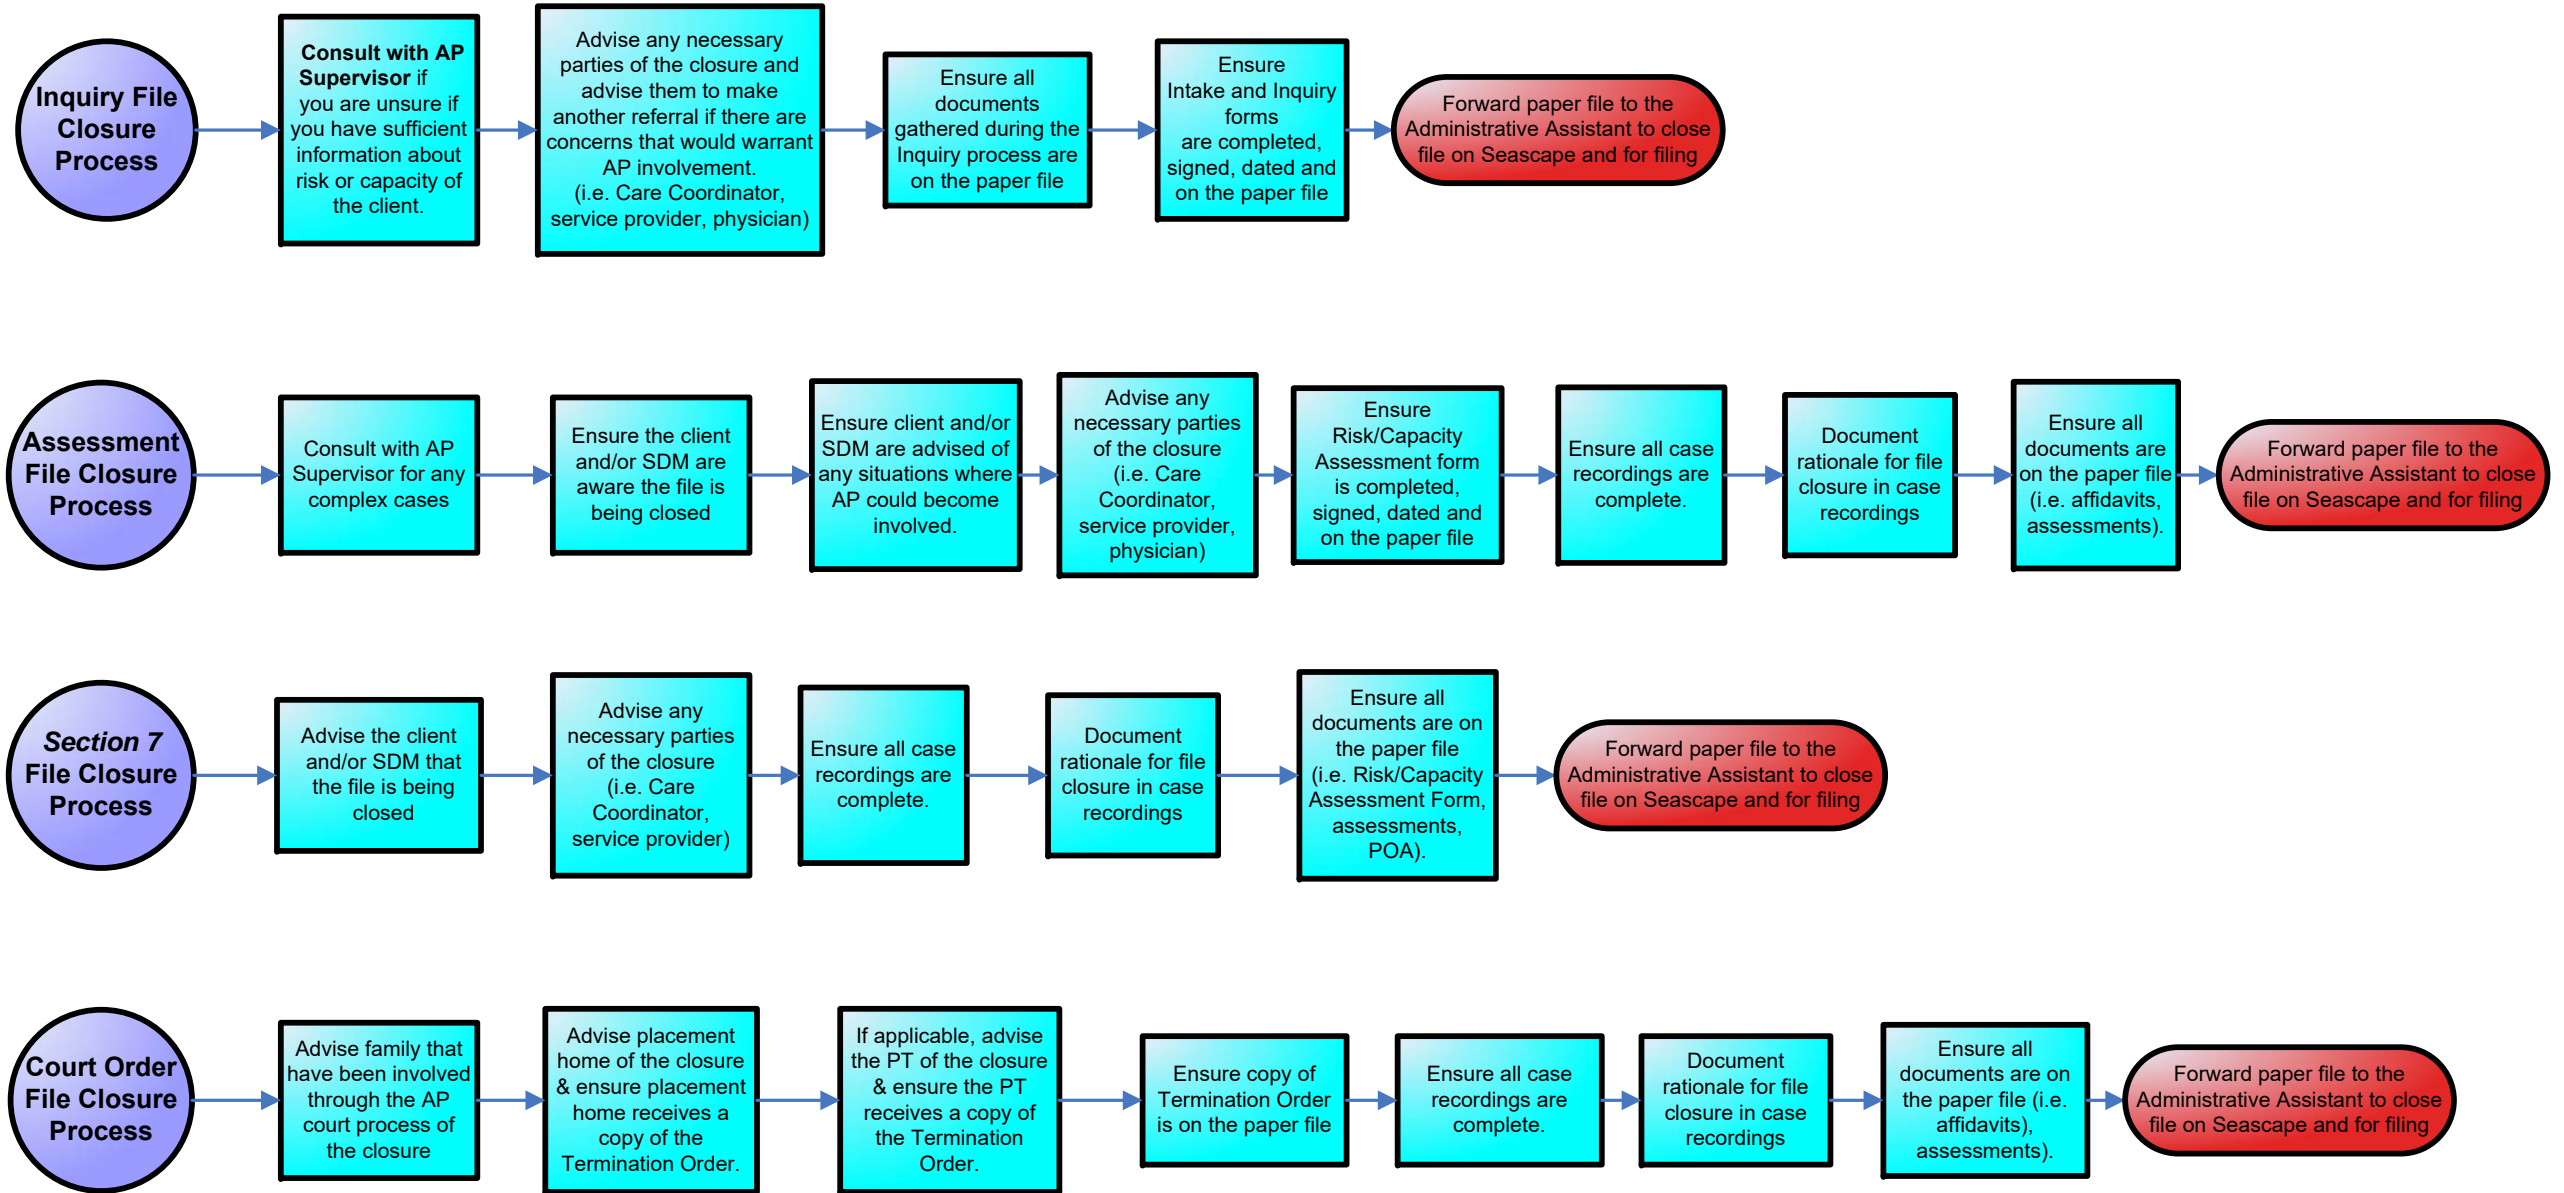 Inquiry File
Closure
Process
Consult with AP
Supervisor if
you are unsure if
you have sufficient
information about
risk or capacity of
the client.
Advise any necessary
parties of the closure and
advise them to make
another referral if there are
concerns that would warrant
AP involvement.
(i.e. Care Coordinator,
service provider, physician)
Ensure all
documents
gathered during the
Inquiry process are
on the paper file
Ensure
Intake and Inquiry
forms
are completed,
signed, dated and
on the paper file
Forward paper file to the
Administrative Assistant to close
file on Seascape and for filing
Assessment
File Closure
Process
Consult with AP
Supervisor for any
complex cases
Ensure the client
and/or SDM are
aware the file is
being closed
Ensure client and/or
SDM are advised of
any situations where
AP could become
involved.
Advise any
necessary parties
of the closure
(i.e. Care
Coordinator,
service provider,
physician)
Ensure
Risk/Capacity
Assessment form
is completed,
signed, dated and
on the paper file
Ensure all case
recordings are
complete.
Document
rationale for file
closure in case
recordings
Ensure all
documents are
on the paper file
(i.e. affidavits,
assessments).
Forward paper file to the
Administrative Assistant to close
file on Seascape and for filing
Section 7
File Closure
Process
Advise the client
and/or SDM that
the file is being
closed
Advise any
necessary parties
of the closure
(i.e. Care
Coordinator,
service provider)
Ensure all case
recordings are
complete.
Document
rationale for file
closure in case
recordings
Ensure all
documents are on
the paper file
(i.e. Risk/Capacity
Assessment Form,
assessments,
POA).
Forward paper file to the
Administrative Assistant to close
file on Seascape and for filing
Court Order
File Closure
Process
Advise family that
have been involved
through the AP
court process of
the closure
Advise placement
home of the closure
& ensure placement
home receives a
copy of the
Termination Order.
If applicable, advise
the PT of the closure
& ensure the PT
receives a copy of
the Termination
Order.
Ensure copy of
Termination Order
is on the paper file
Ensure all case
recordings are
complete.
Document
rationale for file
closure in case
recordings
Ensure all
documents are on
the paper file (i.e.
affidavits),
assessments).
Forward paper file to the
Administrative Assistant to close
file on Seascape and for filing